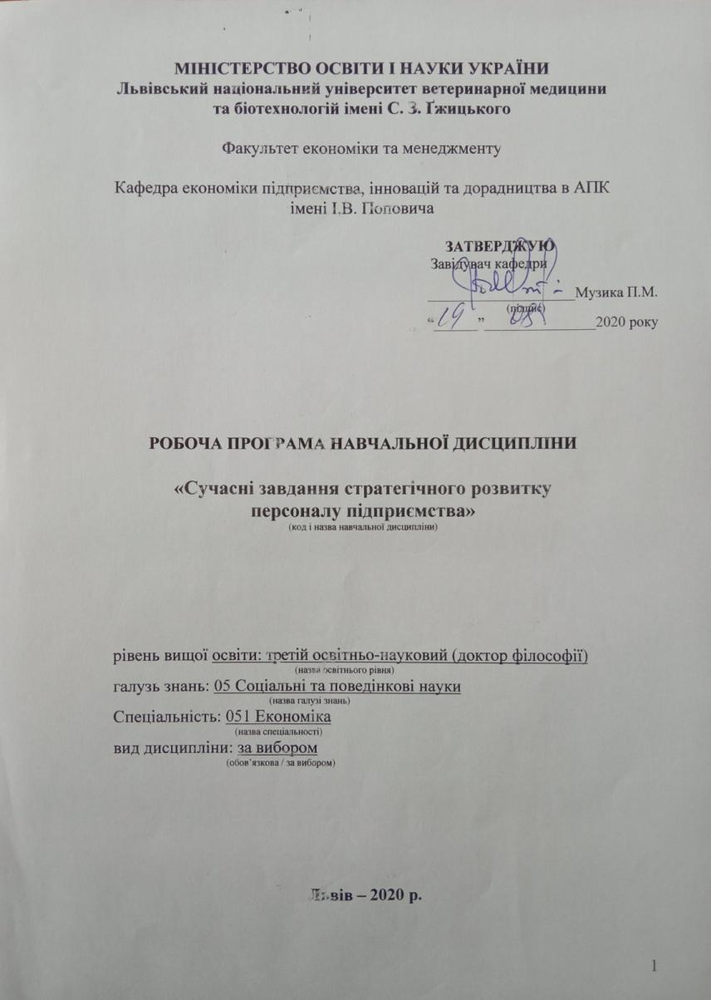 МІНІСТЕРСТВО ОСВІТИ І НАУКИ УКРАЇНИ
Львівський національний університет ветеринарної медицини
та біотехнологій імені С. З. Ґжицького
Факультет економіки та менеджменту
Кафедра економіки підприємства, інновацій та дорадництва в АПК
імені І.В. Поповича
ЗАТВЕРДЖУЮ
Завідувач кафедри
Музика П.М.
(підпис)
“19” 08 2020 року
РОБОЧА ПРОГРАМА НАВЧАЛЬНОЇ ДИСЦИПЛІНИ
«Сучасні завдання стратегічного розвитку
персоналу підприємства»
(код і назва навчальної дисципліни)
рівень вищої освіти: третій освітньо-науковий (доктор філософії)
(назва освітнього рівня)
галузь знань: 05 Соціальні та поведінкові науки
(назва галузі знань)
Спеціальність: 051 Економіка
(назва спеціальності)
вид дисципліни: за вибором
(обов’язкова / за вибором)
Львів – 2020 р.
1